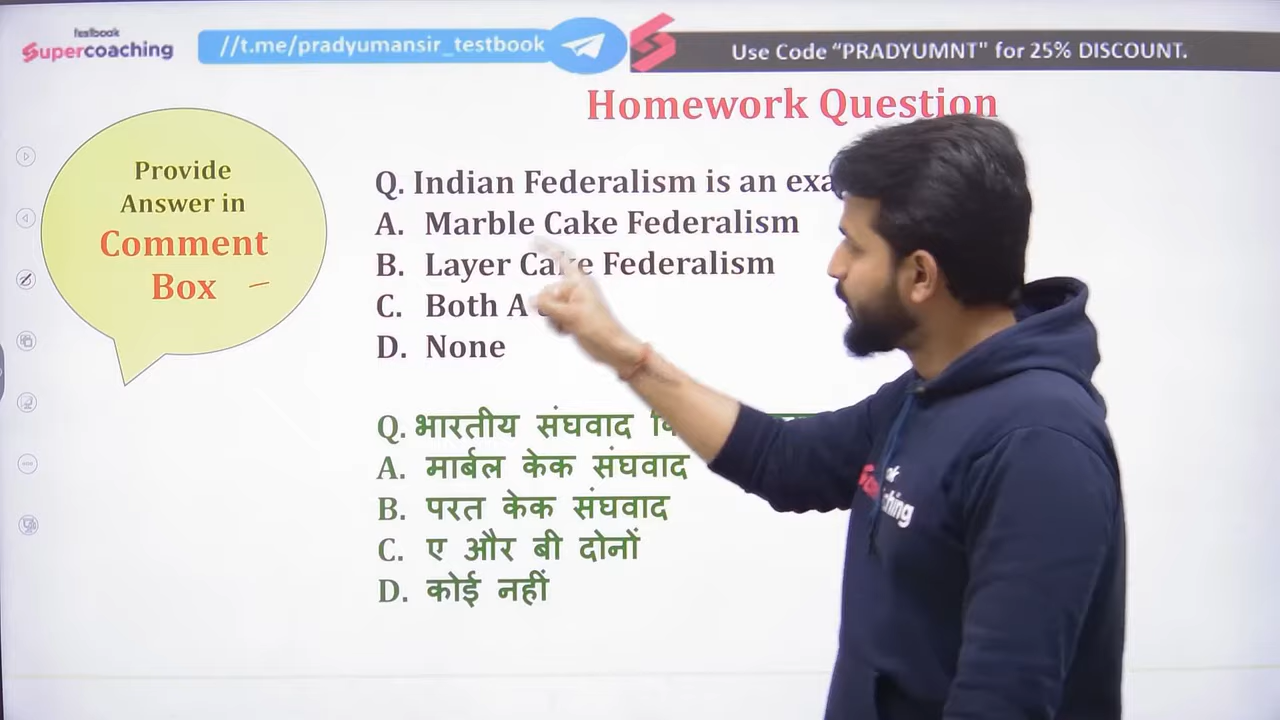 testbook
Supercoaching
//t.me/pradyumansir_testbook
Use Code “PRADYUMNT" for 25% DISCOUNT.
Homework Question
Provide
Answer in
Comment
Box
Q. Indian Federalism is an
A. Marble Cake Federalism
B. Layer Cake Federalism
C. Both A
D. None
Q. भारतीय संघवाद
A. मार्बल केक संघवाद
B. परत केक संघवाद
C. ए और बी दोनों
D. कोई नहीं